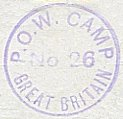 P.O.W. CAMP
No 26
GREAT BRITAIN